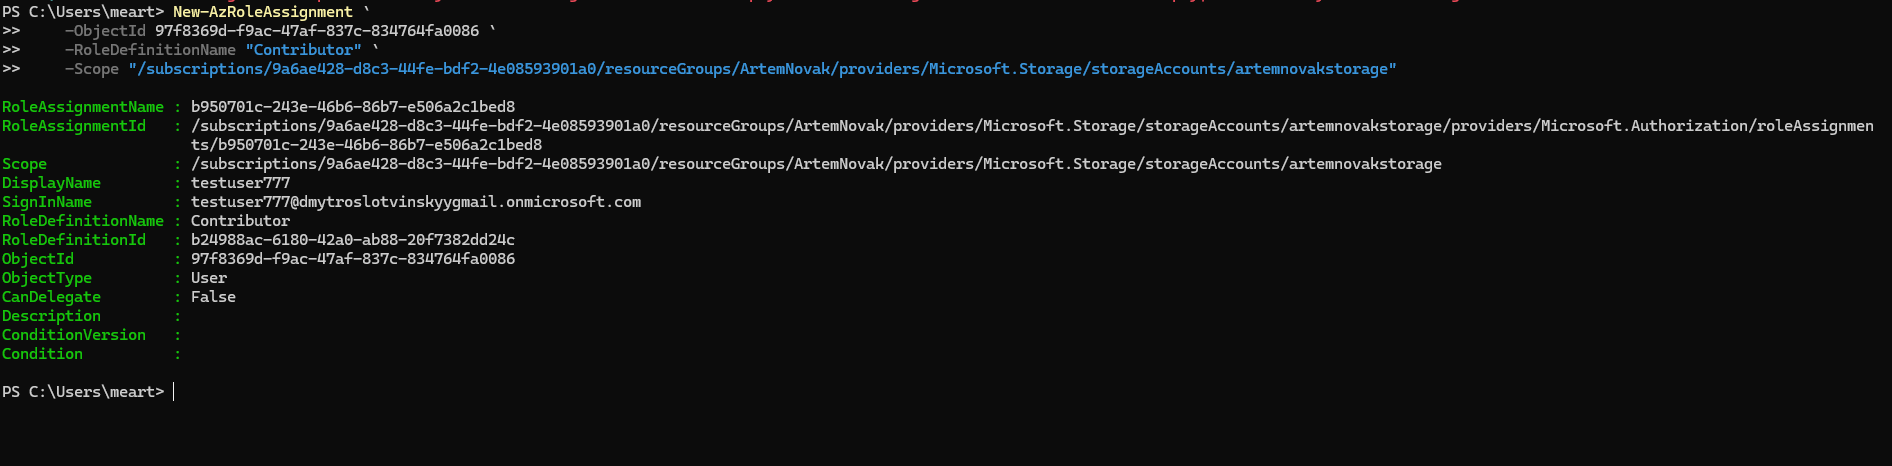 PS C:\Users\meart> New-AzRoleAssignment `
>>     -ObjectId 97f8369d-f9ac-47af-837c-834764fa0086 `
>>     -RoleDefinitionName "Contributor" `
>>     -Scope "/subscriptions/9a6ae428-d8c3-44fe-bdf2-4e08593901a0/resourceGroups/ArtemNovak/providers/Microsoft.Storage/storageAccounts/artemnovakstorage"
RoleAssignmentName : b950701c-243e-46b6-86b7-e506a2c1bed8
RoleAssignmentId   : /subscriptions/9a6ae428-d8c3-44fe-bdf2-4e08593901a0/resourceGroups/ArtemNovak/providers/Microsoft.Storage/storageAccounts/artemnovakstorage/providers/Microsoft.Authorization/roleAssignmen
                     ts/b950701c-243e-46b6-86b7-e506a2c1bed8
Scope              : /subscriptions/9a6ae428-d8c3-44fe-bdf2-4e08593901a0/resourceGroups/ArtemNovak/providers/Microsoft.Storage/storageAccounts/artemnovakstorage
DisplayName        : testuser777
SignInName         : testuser777@dmytroslotvinskyygmail.onmicrosoft.com
RoleDefinitionName : Contributor
RoleDefinitionId   : b24988ac-6180-42a0-ab88-20f7382dd24c
ObjectId           : 97f8369d-f9ac-47af-837c-834764fa0086
ObjectType         : User
CanDelegate        : False
Description        :
ConditionVersion   :
Condition          :
PS C:\Users\meart>